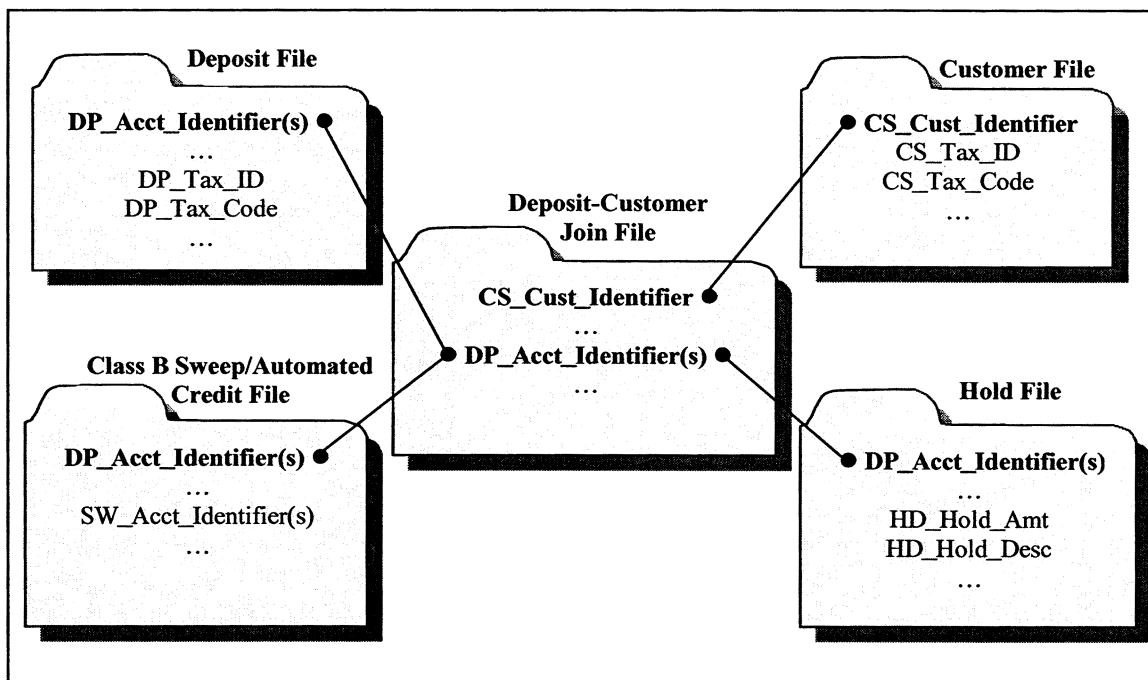 Deposit File
DP_Acct_Identifier(s)
...
DP_Tax_ID
DP_Tax_Code
...
Customer File
CS_Cust_Identifier
CS_Tax_ID
CS_Tax_Code
...
Deposit-Customer
Join File
CS_Cust_Identifier
...
DP_Acct_Identifier(s)
...
Class B Sweep/Automated
Credit File
DP_Acct_Identifier(s)
...
SW_Acct_Identifier(s)
...
Hold File
DP_Acct_Identifier(s)
...
HD_Hold_Amt
HD_Hold_Desc
...